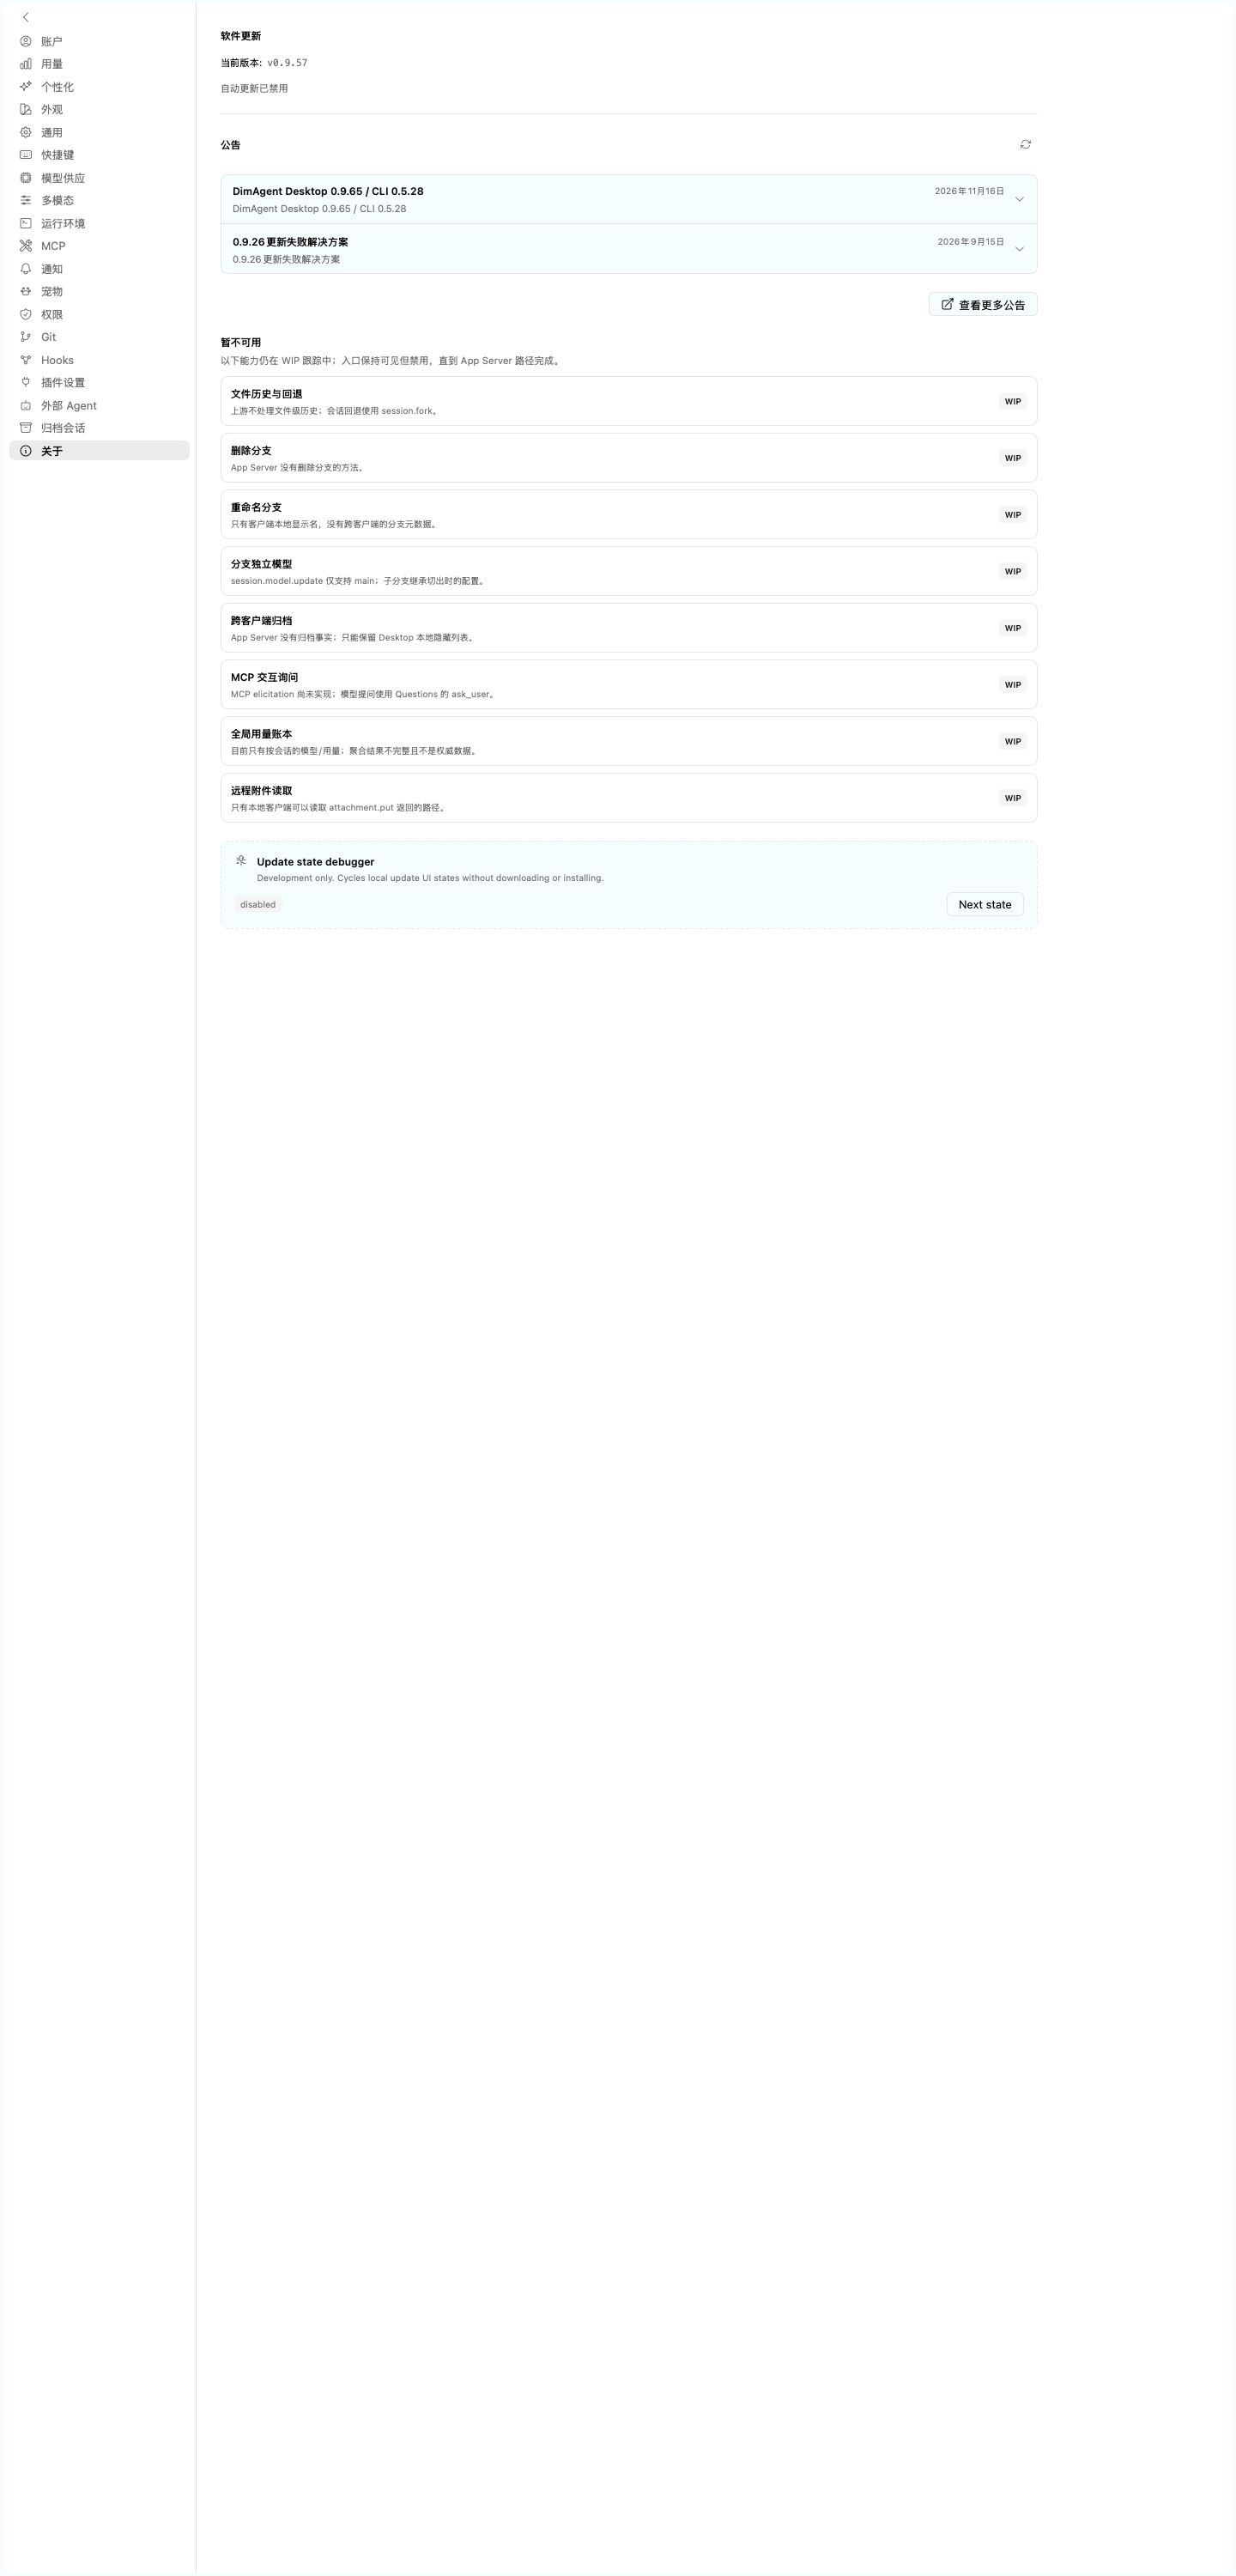 账户
用量
个性化
外观
通用
快捷键
模型供应
多模态
运行环境
MCP
通知
宠物
权限
Git
Hooks
插件设置
外部 Agent
归档会话
关于
软件更新
当前版本: v0.9.57
自动更新已禁用
公告
DimAgent Desktop 0.9.65 / CLI 0.5.28
2026年11月16日
DimAgent Desktop 0.9.65 / CLI 0.5.28
0.9.26更新失败解决方案
2026年9月15日
0.9.26更新失败解决方案
查看更多公告
暂不可用
以下能力仍在 WIP 跟踪中；入口保持可见但禁用，直到 App Server 路径完成。
文件历史与回退
上游不处理文件级历史；会话回退使用 session.fork。
WIP
删除分支
App Server 没有删除分支的方法。
WIP
重命名分支
只有客户端本地显示名，没有跨客户端的分支元数据。
WIP
分支独立模型
session.model.update 仅支持 main；子分支继承切出时的配置。
WIP
跨客户端归档
App Server 没有归档事实；只能保留 Desktop 本地隐藏列表。
WIP
MCP 交互询问
MCP elicitation 尚未实现；模型提问使用 Questions 的 ask_user。
WIP
全局用量账本
目前只有按会话的模型/用量；聚合结果不完整且不是权威数据。
WIP
远程附件读取
只有本地客户端可以读取 attachment.put 返回的路径。
WIP
Update state debugger
Development only. Cycles local update UI states without downloading or installing.
disabled
Next state